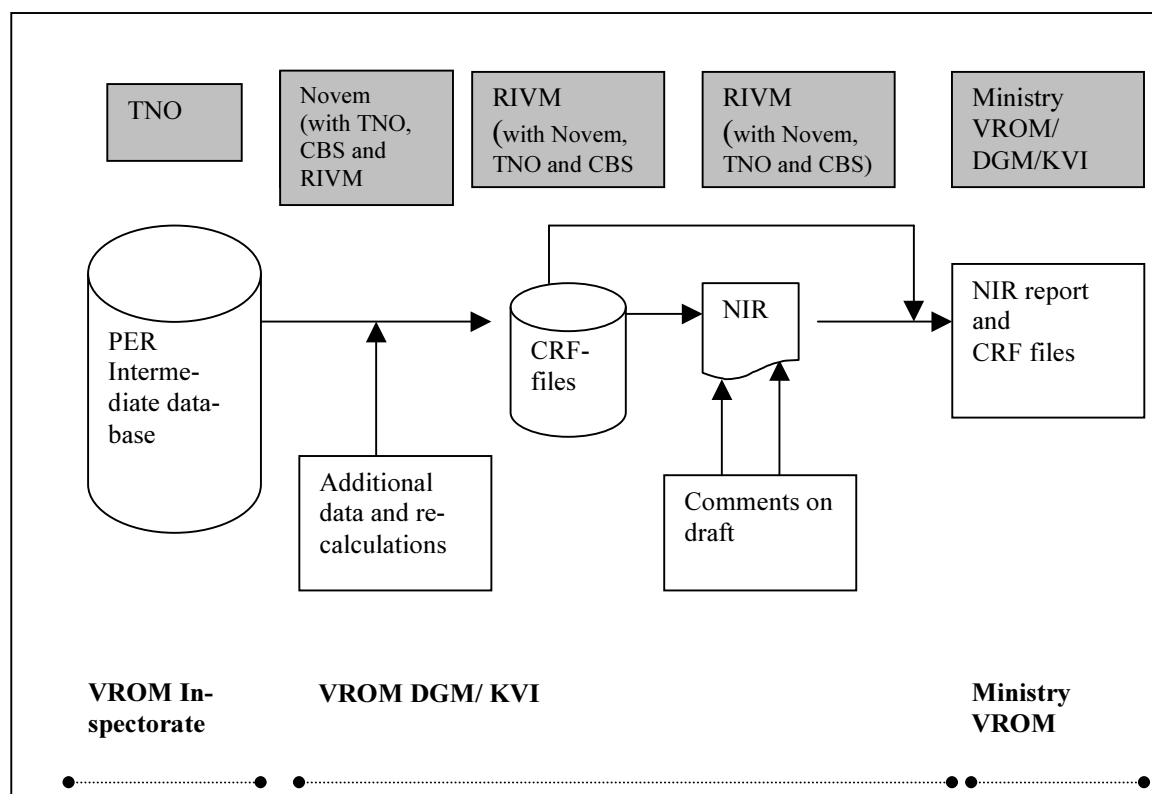 TNO
Novem
(with TNO,
CBS and
RIVM
RIVM
(with Novem,
TNO and CBS
RIVM
(with Novem,
TNO and CBS)
Ministry
VROM/
DGM/KVI
PER
Interme-
diate data-
base
CRF-
files
NIR
NIR report
and
CRF files
Additional
data and re-
calculations
Comments on
draft
VROM In-
spectorate
VROM DGM/ KVI
Ministry
VROM